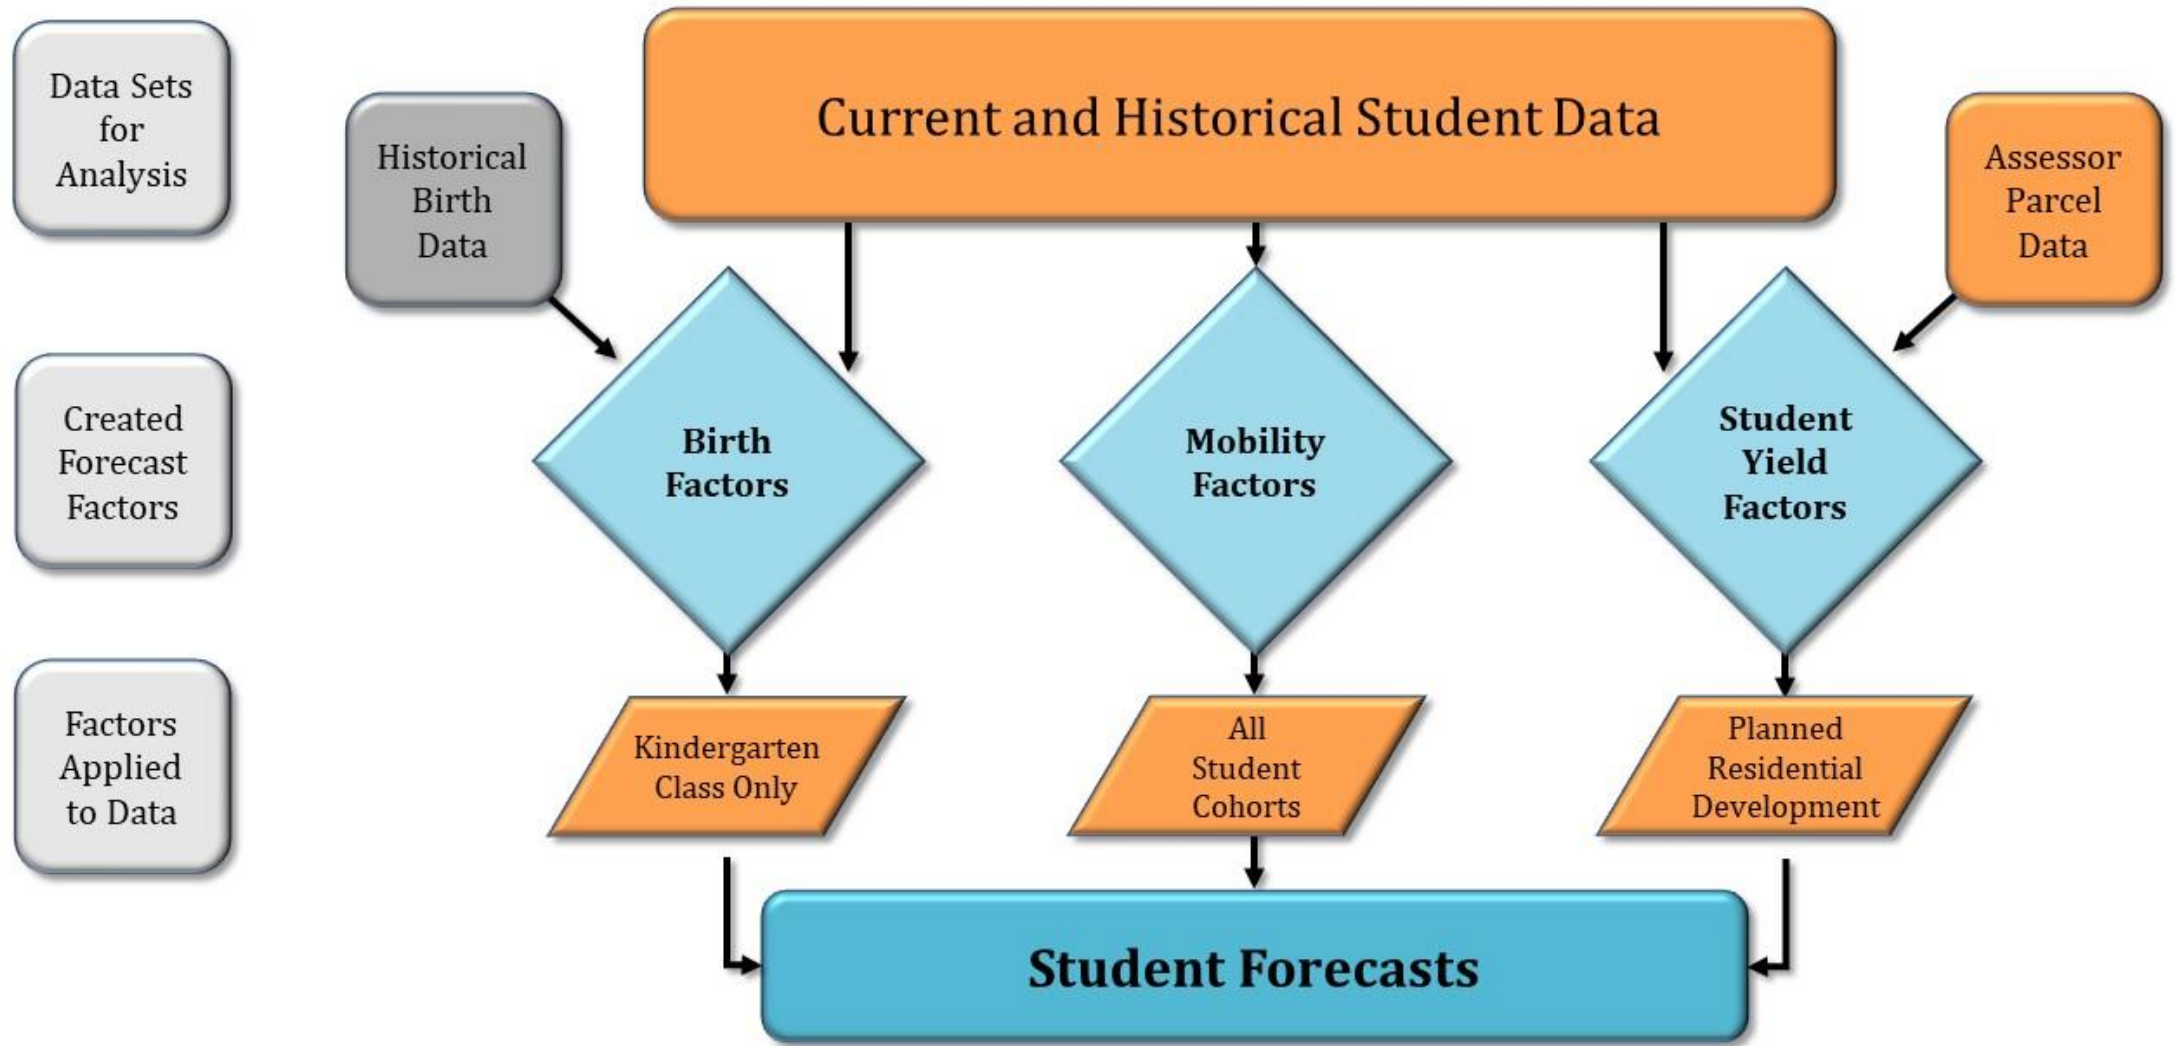 Data Sets
for
Analysis
Historical
Birth
Data
Current and Historical Student Data
Assessor
Parcel
Data
Created
Forecast
Factors
Birth
Factors
Mobility
Factors
Student
Yield
Factors
Factors
Applied
to Data
Kindergarten
Class Only
All
Student
Cohorts
Planned
Residential
Development
Student Forecasts